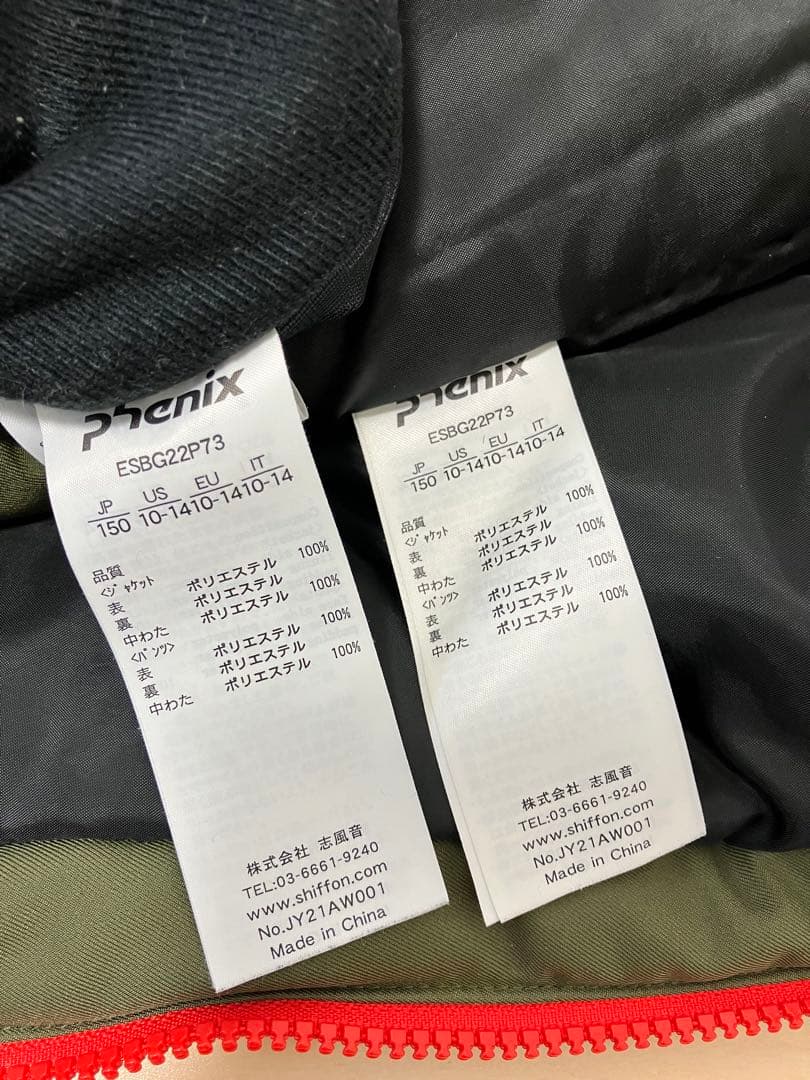 phenix
ESBG22P73
JP US EU IT
150 10-14 10-14 10-14
品質
<ジャケット
表 ポリエステル 100%
裏 ポリエステル 100%
中わた ポリエステル 100%
<パンツ>
表 ポリエステル 100%
裏 ポリエステル 100%
中わた ポリエステル 100%
株式会社 志風音
TEL:03-6661-9240
www.shiffon.com
No.JY21AW001
Made in China
phenix
ESBG22P73
JP US EU IT
150 10-14 10-14 10-14
品質
<ジャケット
表 ポリエステル 100%
裏 ポリエステル 100%
中わた ポリエステル 100%
<パンツ>
表 ポリエステル 100%
裏 ポリエステル 100%
中わた ポリエステル 100%
株式会社 志風音
TEL:03-6661-9240
www.shiffon.com
No.JY21AW001
Made in China